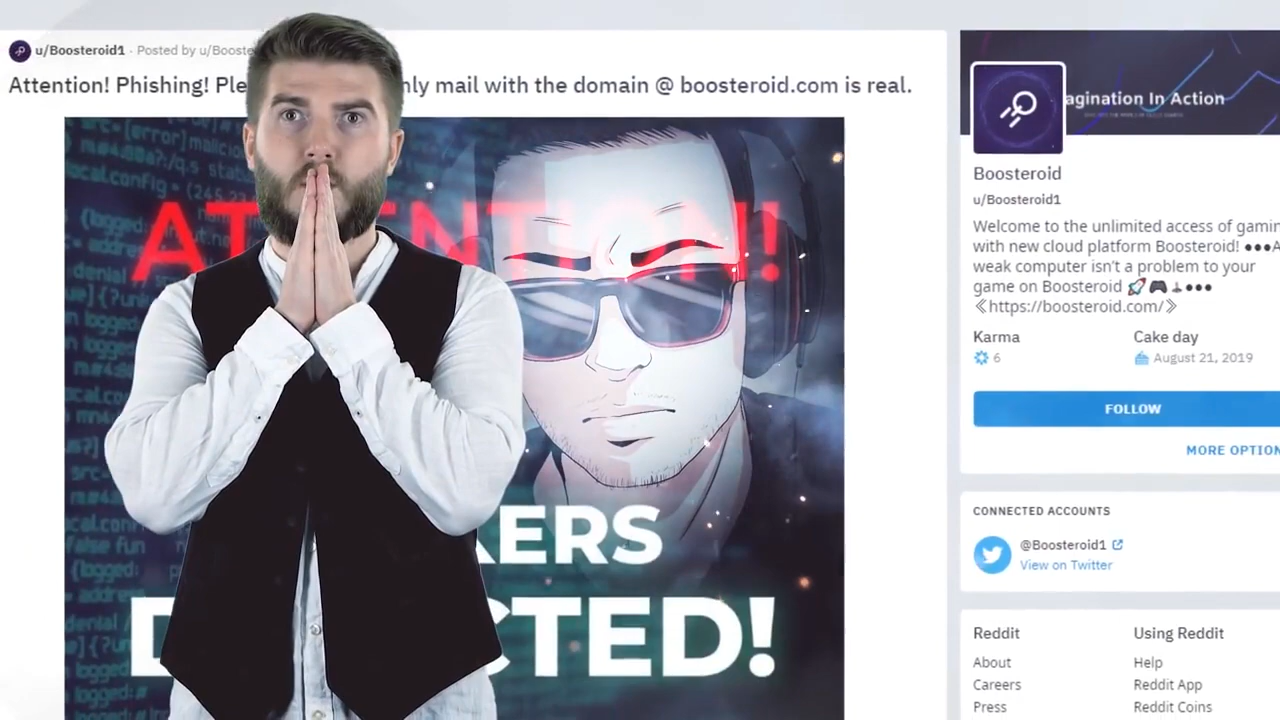 u/Boosteroid1 · Posted by u/Booste
Attention! Phishing! Ple nly mail with the domain @ boosteroid.com is real.
ATTENTION!
KERS
D CTED!
agination In Action
Boosteroid
u/Boosteroid1
Welcome to the unlimited access of gamin
with new cloud platform Boosteroid! ●●●A
weak computer isn't a problem to your
game on Boosteroid 🚀🎮🕹●●●
《https://boosteroid.com/》
Karma
Cake day
6
August 21, 2019
FOLLOW
MORE OPTION
CONNECTED ACCOUNTS
@Boosteroid1
View on Twitter
Reddit
Using Reddit
About
Help
Careers
Reddit App
Press
Reddit Coins